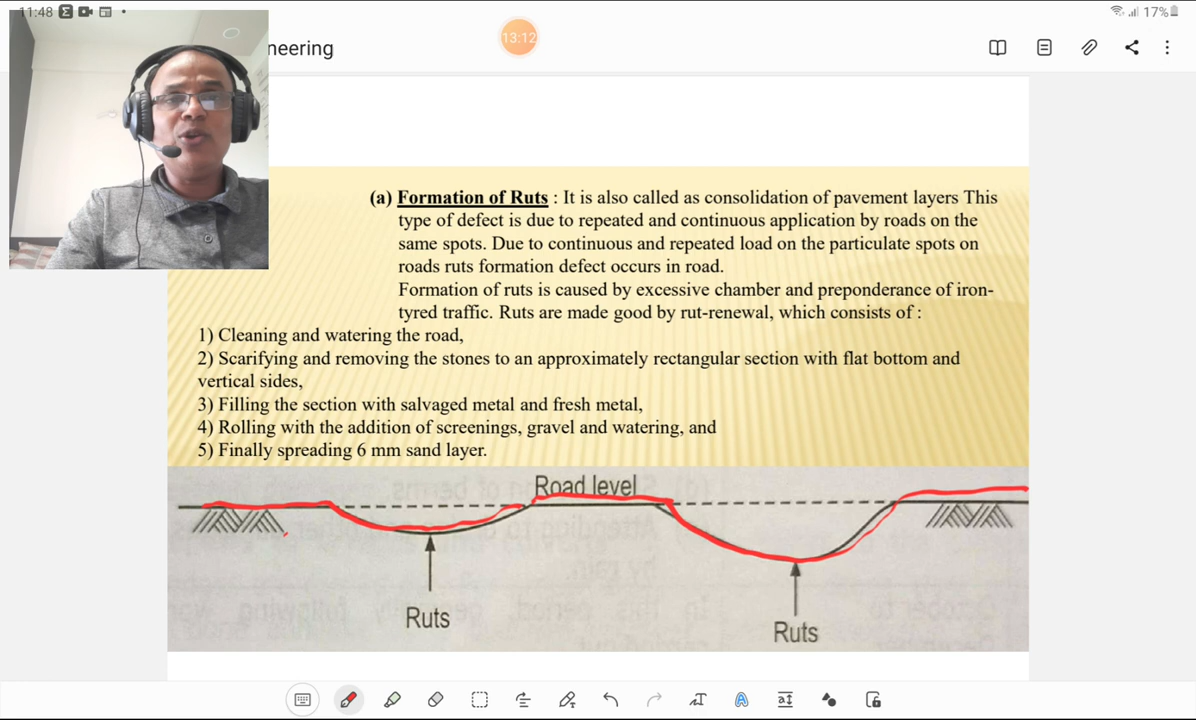 11:48
17%
neering
13:12
(a) Formation of Ruts : It is also called as consolidation of pavement layers This
type of defect is due to repeated and continuous application by roads on the
same spots. Due to continuous and repeated load on the particulate spots on
roads ruts formation defect occurs in road.
Formation of ruts is caused by excessive chamber and preponderance of iron-
tyred traffic. Ruts are made good by rut-renewal, which consists of :
1) Cleaning and watering the road,
2) Scarifying and removing the stones to an approximately rectangular section with flat bottom and
vertical sides,
3) Filling the section with salvaged metal and fresh metal,
4) Rolling with the addition of screenings, gravel and watering, and
5) Finally spreading 6 mm sand layer.
Road level
Ruts
Ruts